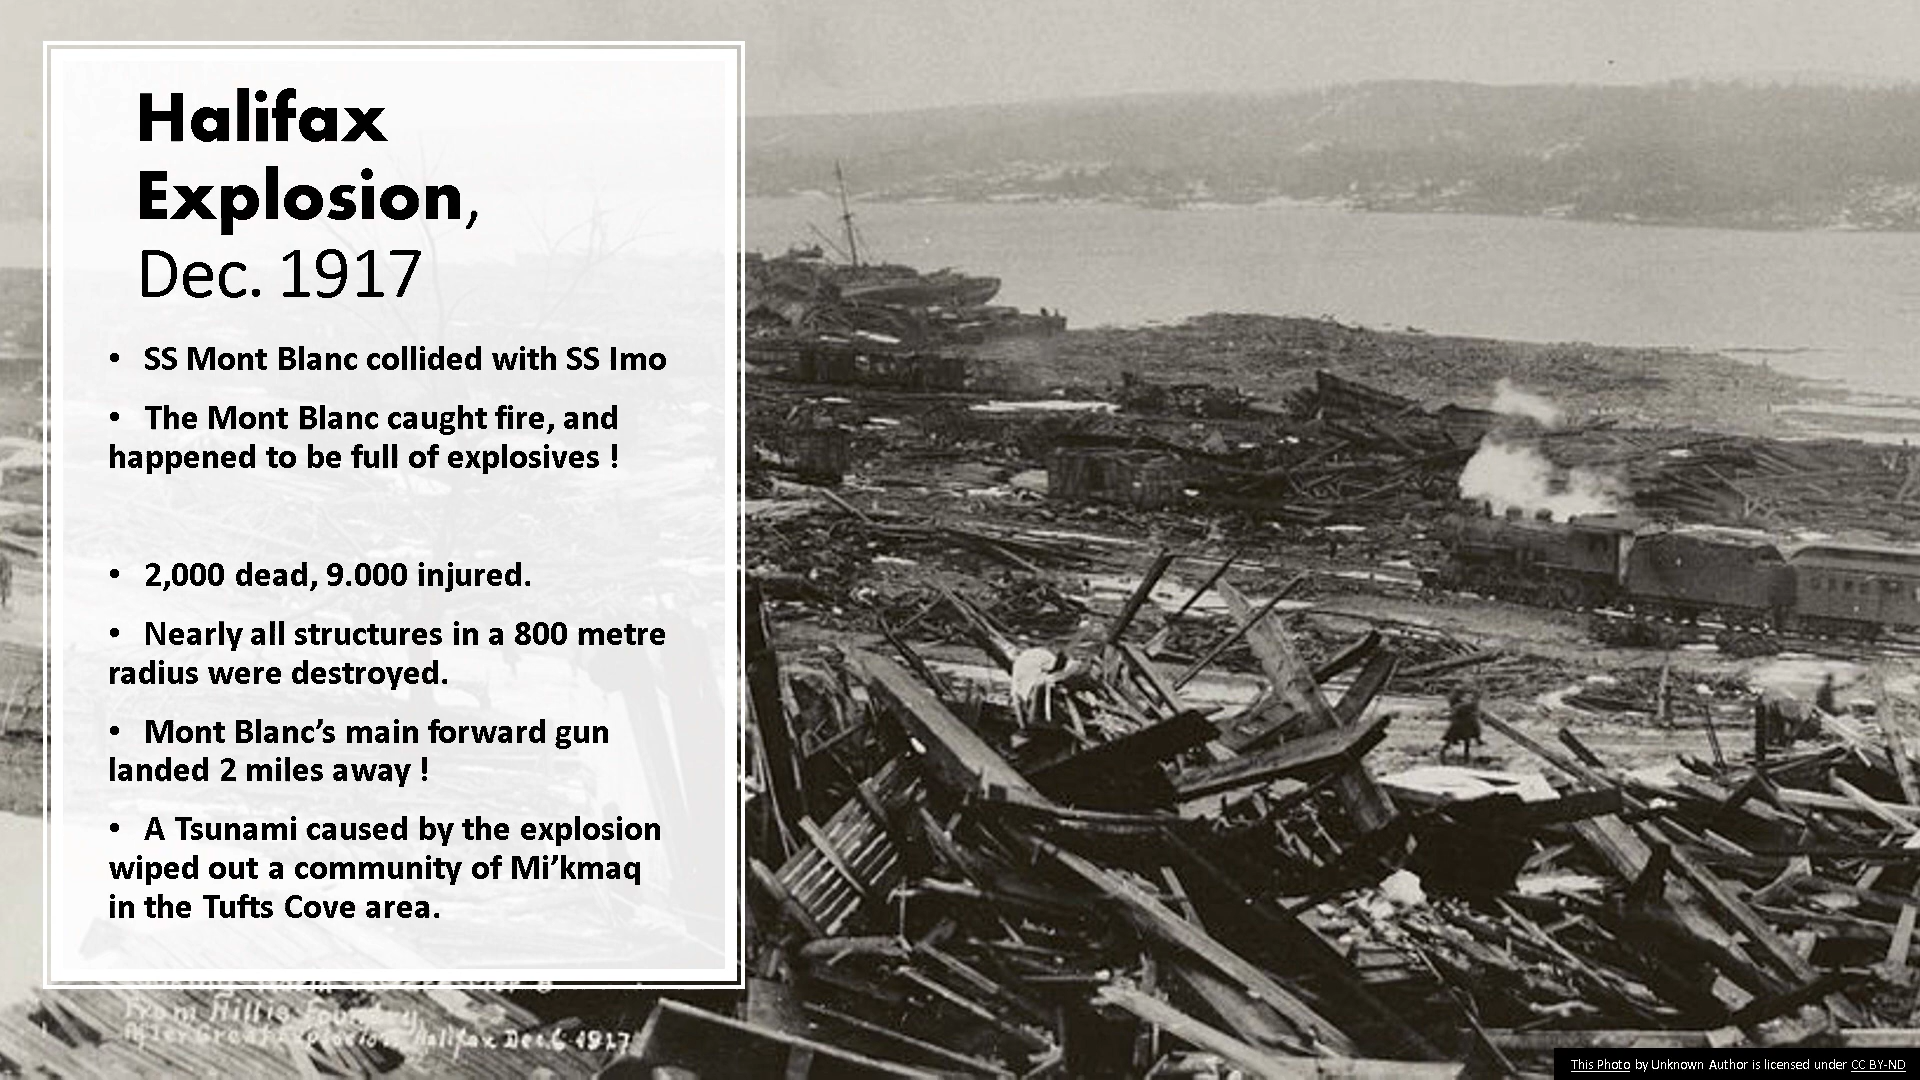 Halifax
Explosion,
Dec. 1917
• SS Mont Blanc collided with SS Imo
• The Mont Blanc caught fire, and
happened to be full of explosives !
• 2,000 dead, 9.000 injured.
• Nearly all structures in a 800 metre
radius were destroyed.
• Mont Blanc’s main forward gun
landed 2 miles away !
• A Tsunami caused by the explosion
wiped out a community of Mi’kmaq
in the Tufts Cove area.
From Hillis Foundry,
After Great Explosion, Halifax Dec. 6 1917
This Photo by Unknown Author is licensed under CC BY-ND